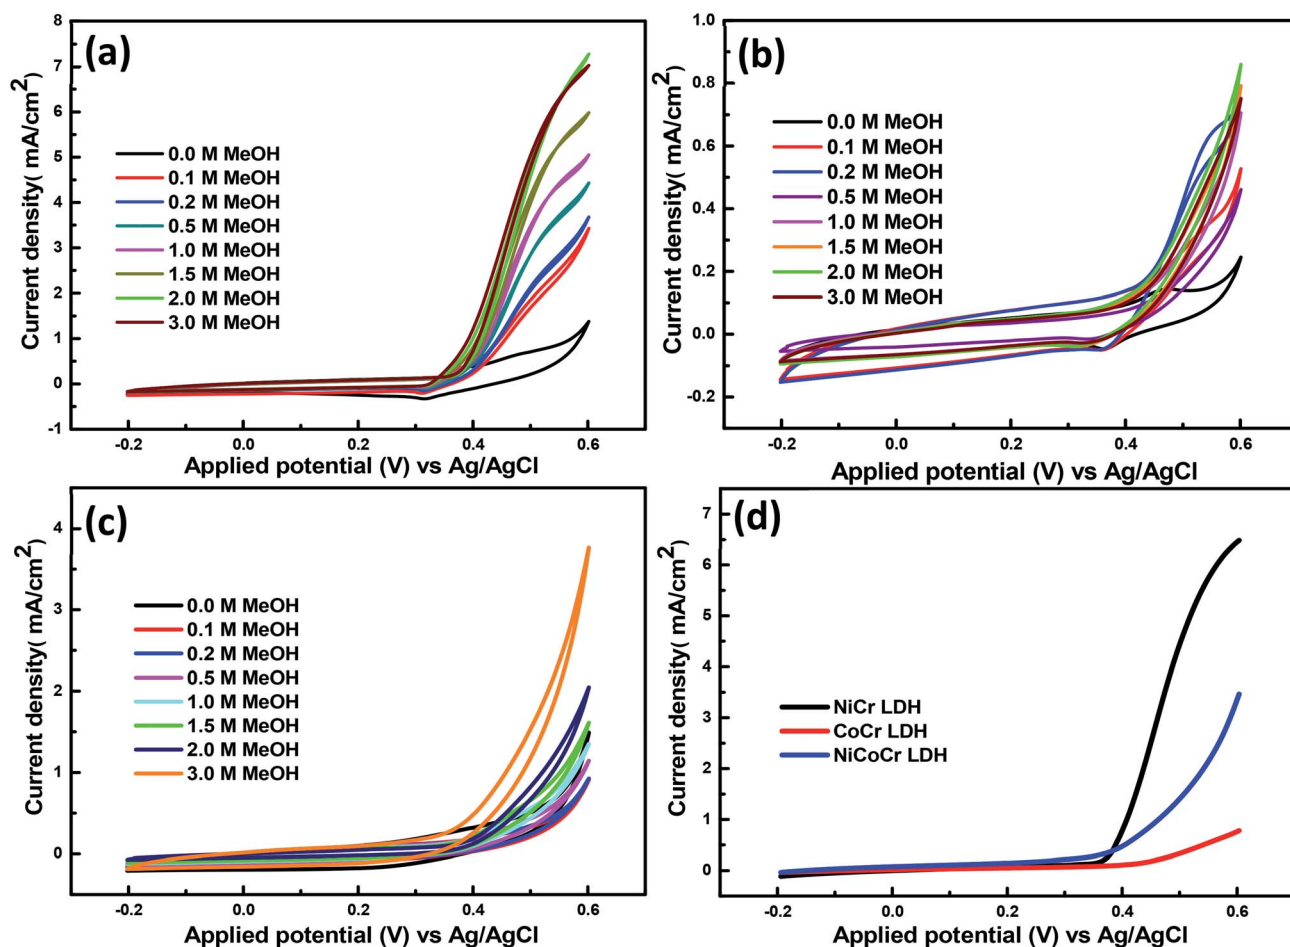 (a)
Current density( mA/cm2)
8
7
6
5
4
3
2
1
0
-1
0.0 M MeOH
0.1 M MeOH
0.2 M MeOH
0.5 M MeOH
1.0 M MeOH
1.5 M MeOH
2.0 M MeOH
3.0 M MeOH
-0.2 0.0 0.2 0.4 0.6
Applied potential (V) vs Ag/AgCl
(b)
Current density( mA/cm2)
1.0
0.8
0.6
0.4
0.2
0.0
-0.2
0.0 M MeOH
0.1 M MeOH
0.2 M MeOH
0.5 M MeOH
1.0 M MeOH
1.5 M MeOH
2.0 M MeOH
3.0 M MeOH
-0.2 0.0 0.2 0.4 0.6
Applied potential (V) vs Ag/AgCl
(c)
Current density( mA/cm2)
4
3
2
1
0
0.0 M MeOH
0.1 M MeOH
0.2 M MeOH
0.5 M MeOH
1.0 M MeOH
1.5 M MeOH
2.0 M MeOH
3.0 M MeOH
-0.2 0.0 0.2 0.4 0.6
Applied potential (V) vs Ag/AgCl
(d)
Current density( mA/cm2)
7
6
5
4
3
2
1
0
NiCr LDH
CoCr LDH
NiCoCr LDH
-0.2 0.0 0.2 0.4 0.6
Applied potential (V) vs Ag/AgCl